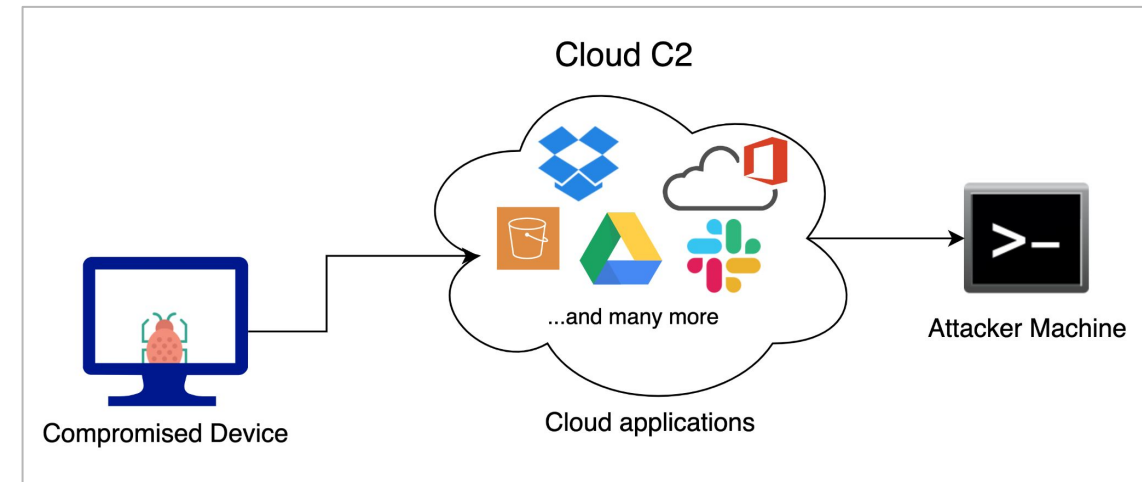 Cloud C2
...and many more
Cloud applications
Compromised Device
>_
Attacker Machine